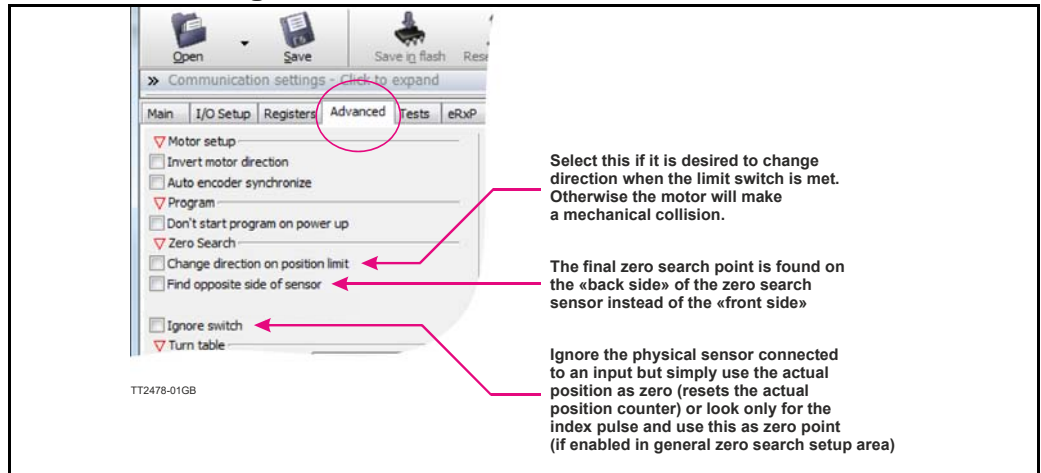 Open
Save
Save in flash
Rese
» Communication settings - Click to expand
Main I/O Setup Registers Advanced Tests eRxP
Motor setup
Invert motor direction
Auto encoder synchronize
Program
Don't start program on power up
Zero Search
Change direction on position limit
Find opposite side of sensor
Ignore switch
Turn table
Select this if it is desired to change
direction when the limit switch is met.
Otherwise the motor will make
a mechanical collision.
The final zero search point is found on
the «back side» of the zero search
sensor instead of the «front side»
Ignore the physical sensor connected
to an input but simply use the actual
position as zero (resets the actual
position counter) or look only for the
index pulse and use this as zero point
(if enabled in general zero search setup area)
TT2478-01GB